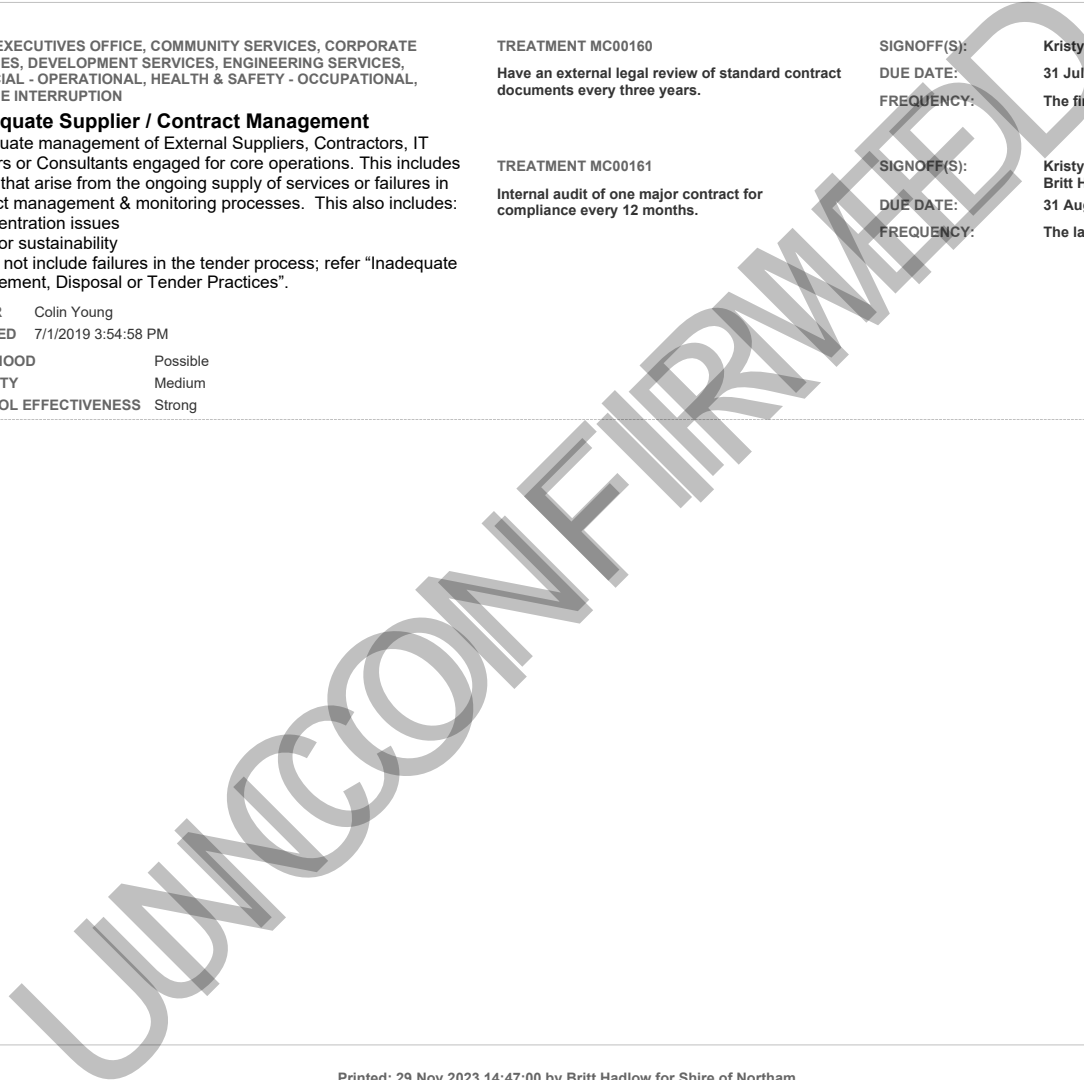 EXECUTIVES OFFICE, COMMUNITY SERVICES, CORPORATE
ES, DEVELOPMENT SERVICES, ENGINEERING SERVICES,
IAL - OPERATIONAL, HEALTH & SAFETY - OCCUPATIONAL,
E INTERRUPTION
quate Supplier / Contract Management
uate management of External Suppliers, Contractors, IT
rs or Consultants engaged for core operations. This includes
that arise from the ongoing supply of services or failures in
ct management & monitoring processes. This also includes:
entration issues
or sustainability
not include failures in the tender process; refer “Inadequate
ement, Disposal or Tender Practices”.
R Colin Young
ED 7/1/2019 3:54:58 PM
HOOD Possible
TY Medium
OL EFFECTIVENESS Strong
TREATMENT MC00160
Have an external legal review of standard contract
documents every three years.
SIGNOFF(S): Kristy
DUE DATE: 31 Jul
FREQUENCY: The fi
TREATMENT MC00161
Internal audit of one major contract for
compliance every 12 months.
SIGNOFF(S): Kristy
Britt H
DUE DATE: 31 Aug
FREQUENCY: The la
UNCONFIRMED
Printed: 29 Nov 2023 14:47:00 by Britt Hadlow for Shire of Northam